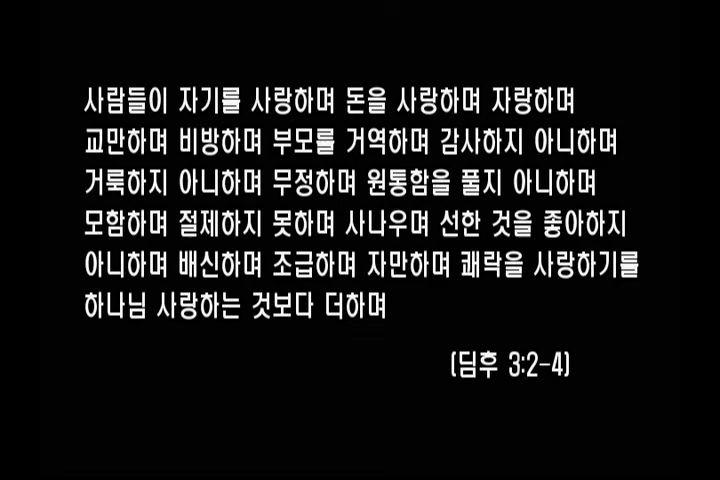 사람들이 자기를 사랑하며 돈을 사랑하며 자랑하며
교만하며 비방하며 부모를 거역하며 감사하지 아니하며
거룩하지 아니하며 무정하며 원통함을 풀지 아니하며
모함하며 절제하지 못하며 사나우며 선한 것을 좋아하지
아니하며 배신하며 조급하며 자만하며 쾌락을 사랑하기를
하나님 사랑하는 것보다 더하며
(딤후 3:2-4)